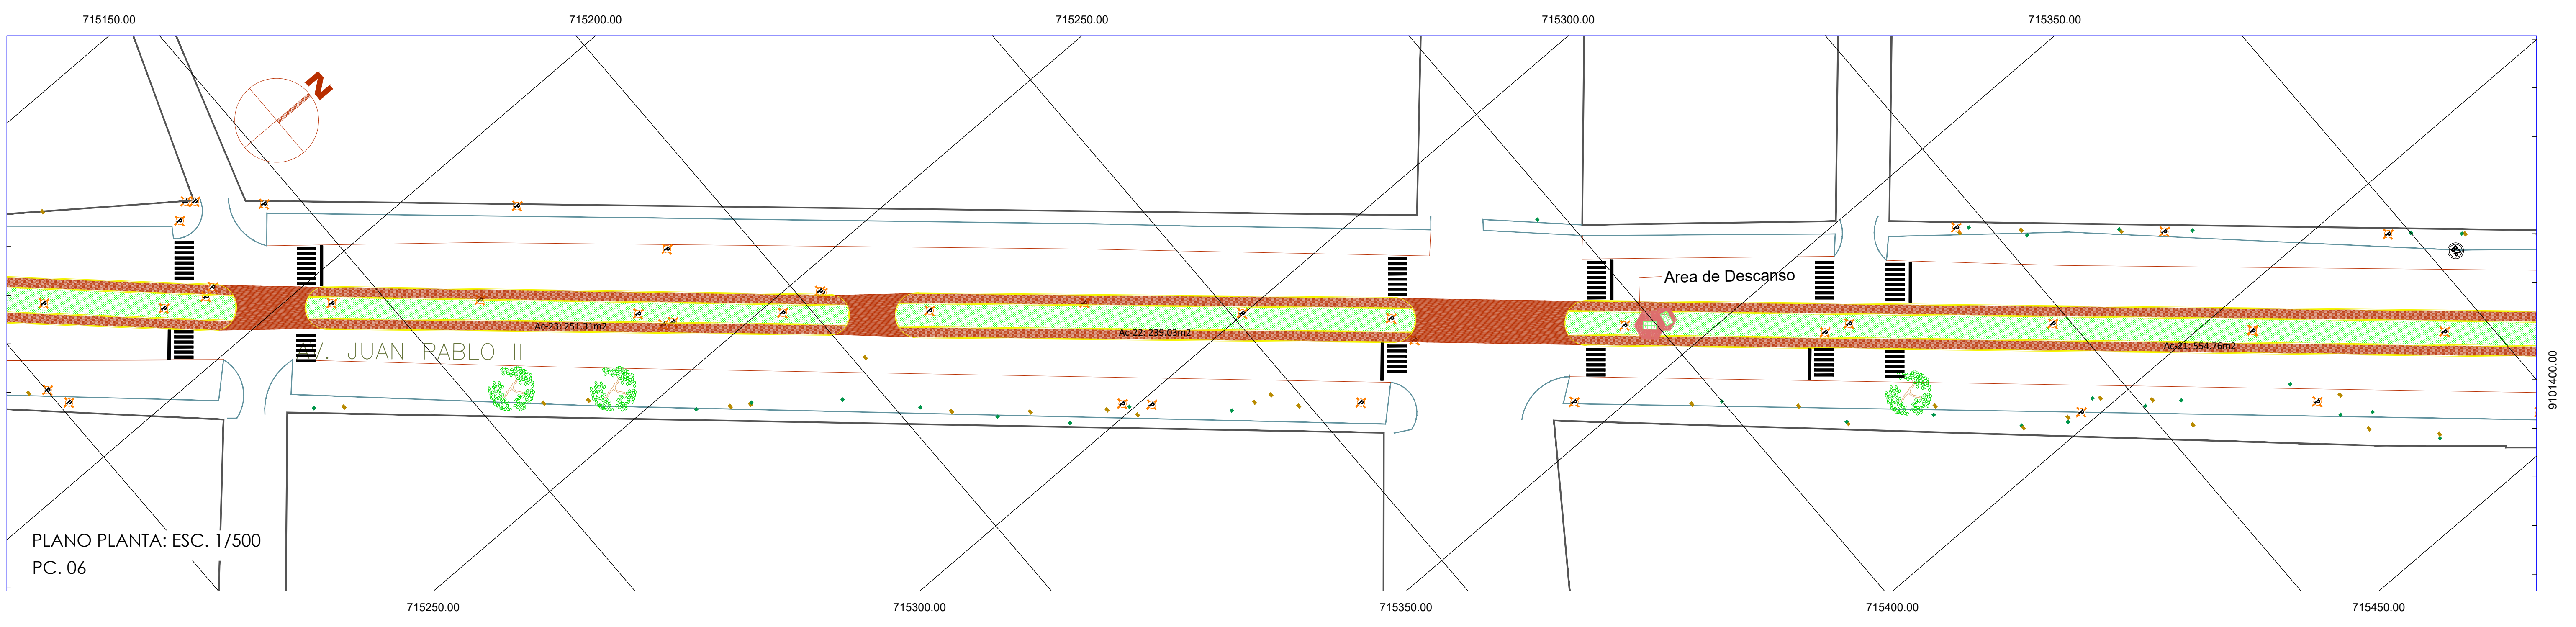 715150.00
715200.00
715250.00
715300.00
715350.00
N
BZ
Area de Descanso
Ac-23: 251.31m2
Ac-22: 239.03m2
Ac-21: 554.76m2
AV. JUAN PABLO II
9101400.00
PLANO PLANTA: ESC. 1/500
PC. 06
715250.00
715300.00
715350.00
715400.00
715450.00